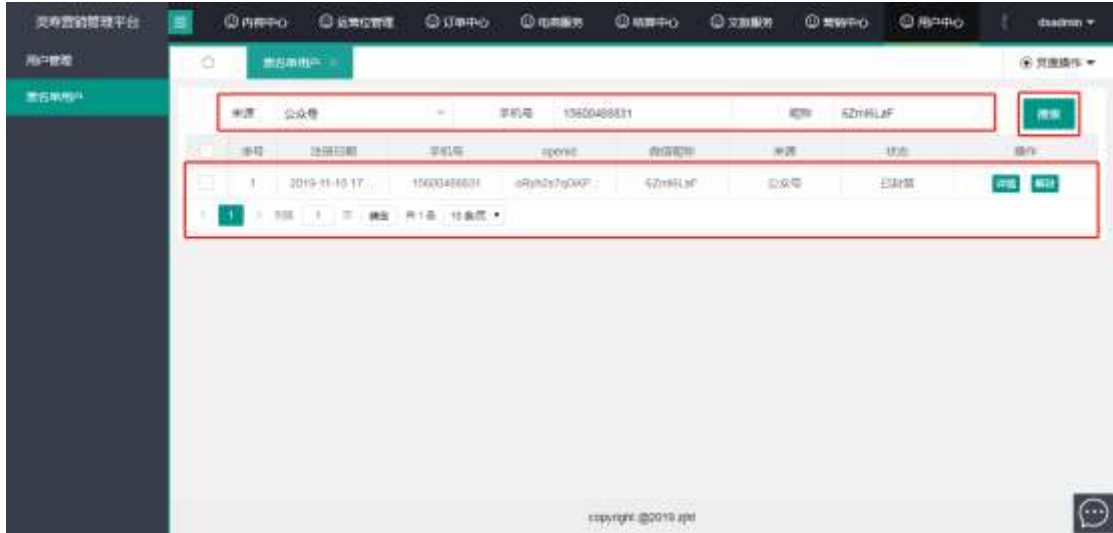 灵寿营销管理平台
内容中心 运营位管理 订单中心 电商服务 结算中心 文旅服务 营销中心 用户中心 dsadmin
用户管理
黑名单用户
页面操作
黑名单用户
来源 公众号 手机号 15600486831 昵称 6ZmI6LaF 搜索
序号 注册日期 手机号 openid 微信昵称 来源 状态 操作
1 2019-11-15 17... 15600486831 6ZmI6LaF 公众号 已封禁 详情 解封
1 到第 1 页 确定 共 1 条 10 条/页
copyright @2019 zjtd